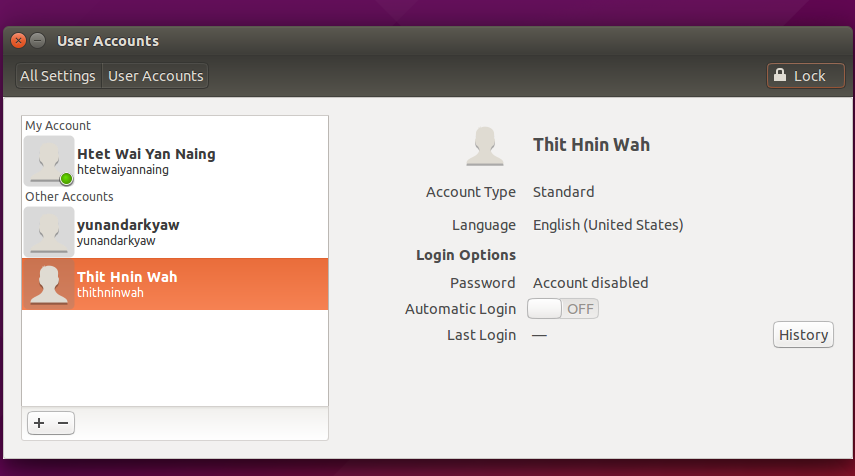 User Accounts
All Settings User Accounts Lock
My Account
Htet Wai Yan Naing
htetwaiyannaing
Other Accounts
yunandarkyaw
yunandarkyaw
Thit Hnin Wah
thithninwah
+ −
Thit Hnin Wah
Account Type Standard
Language English (United States)
Login Options
Password Account disabled
Automatic Login OFF
Last Login — History